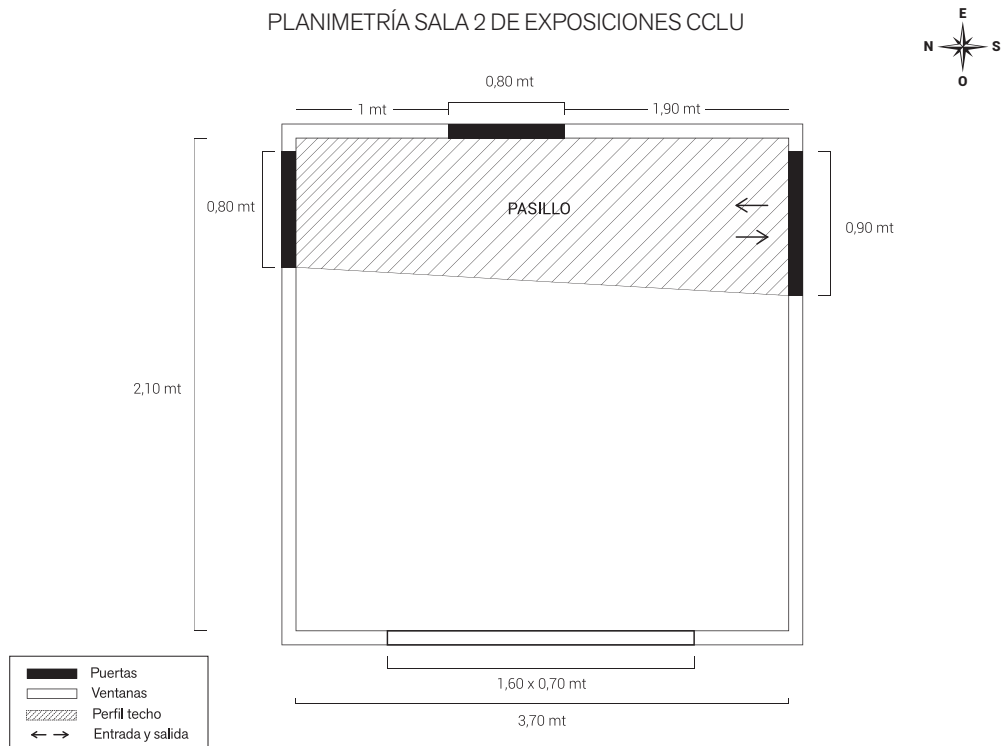 PLANIMETRÍA SALA 2 DE EXPOSICIONES CCLU
E
N
S
O
0,80 mt
1 mt
1,90 mt
0,80 mt
PASILLO
0,90 mt
2,10 mt
1,60 x 0,70 mt
3,70 mt
Puertas
Ventanas
Perfil techo
Entrada y salida